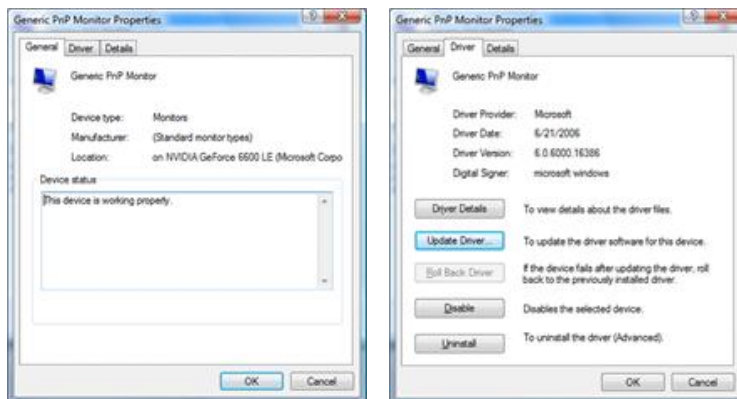 Generic PnP Monitor Properties
General Driver Details
Generic PnP Monitor
Device type: Monitors
Manufacturer: (Standard monitor types)
Location: on NVIDIA GeForce 6600 LE (Microsoft Corpo
Device status
This device is working properly.
OK Cancel
Generic PnP Monitor Properties
General Driver Details
Generic PnP Monitor
Driver Provider: Microsoft
Driver Date: 6/21/2006
Driver Version: 6.0.6000.16386
Digital Signer: microsoft windows
Driver Details To view details about the driver files.
Update Driver... To update the driver software for this device.
Roll Back Driver If the device fails after updating the driver, roll
back to the previously installed driver.
Disable Disables the selected device.
Uninstall To uninstall the driver (Advanced).
OK Cancel